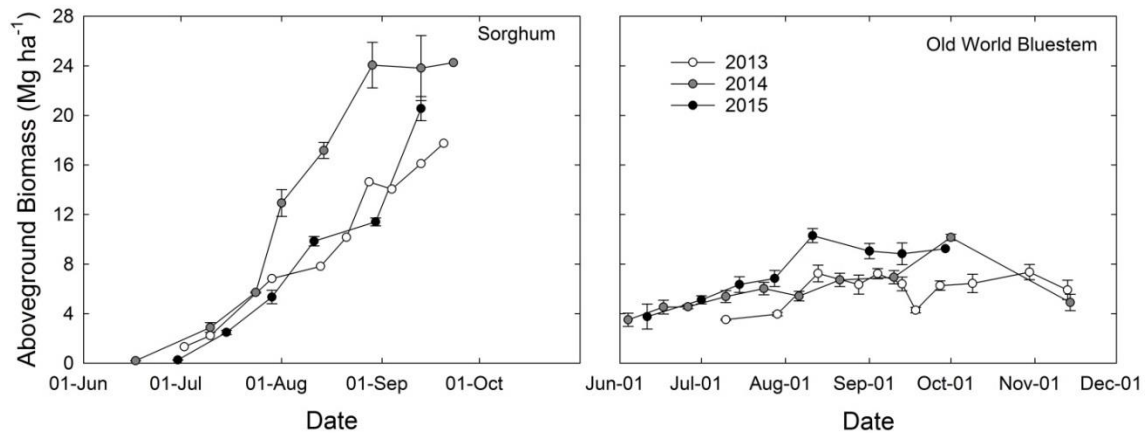 Aboveground Biomass (Mg ha⁻¹)
28
24
20
16
12
8
4
0
Sorghum
01-Jun
01-Jul
01-Aug
01-Sep
01-Oct
Date
Old World Bluestem
2013
2014
2015
Jun-01
Jul-01
Aug-01
Sep-01
Oct-01
Nov-01
Dec-01
Date